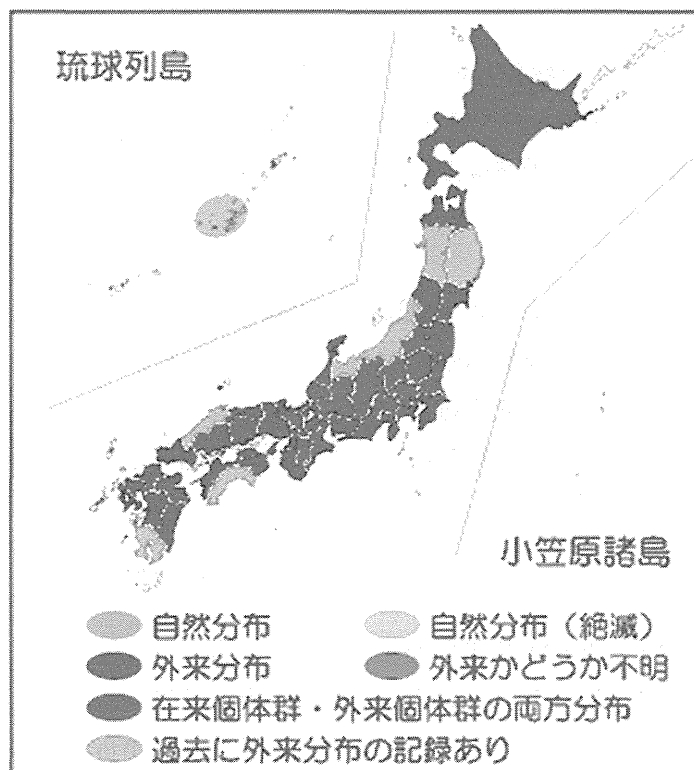 琉球列島
小笠原諸島
自然分布
自然分布（絶滅）
外来分布
外来かどうか不明
在来個体群・外来個体群の両方分布
過去に外来分布の記録あり